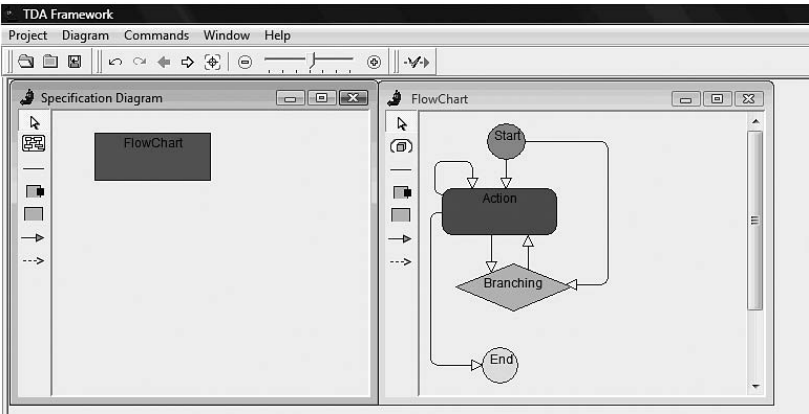 TDA Framework
Project Diagram Commands Window Help
Specification Diagram
FlowChart
FlowChart
Start
Action
Branching
End